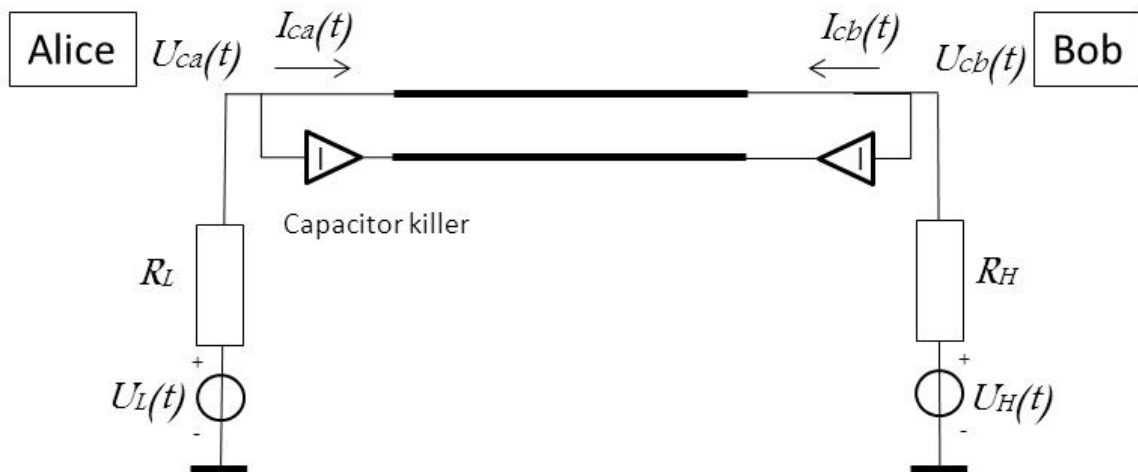 Alice
Uca(t)
Ica(t)
Icb(t)
Ucb(t)
Bob
I
I
Capacitor killer
RL
RH
+
+
UL(t)
UH(t)
-
-